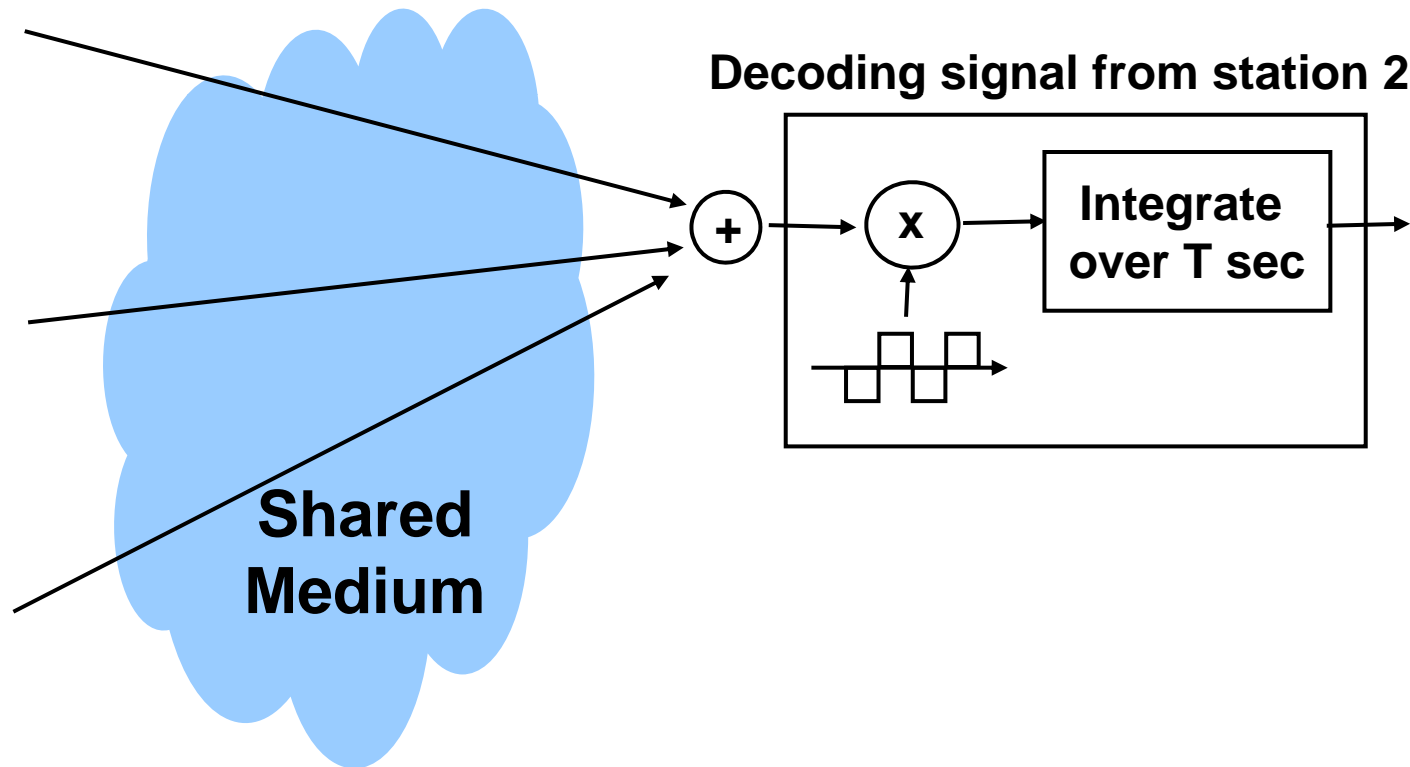 Decoding signal from station 2
+
x
Integrate
over T sec
Shared
Medium